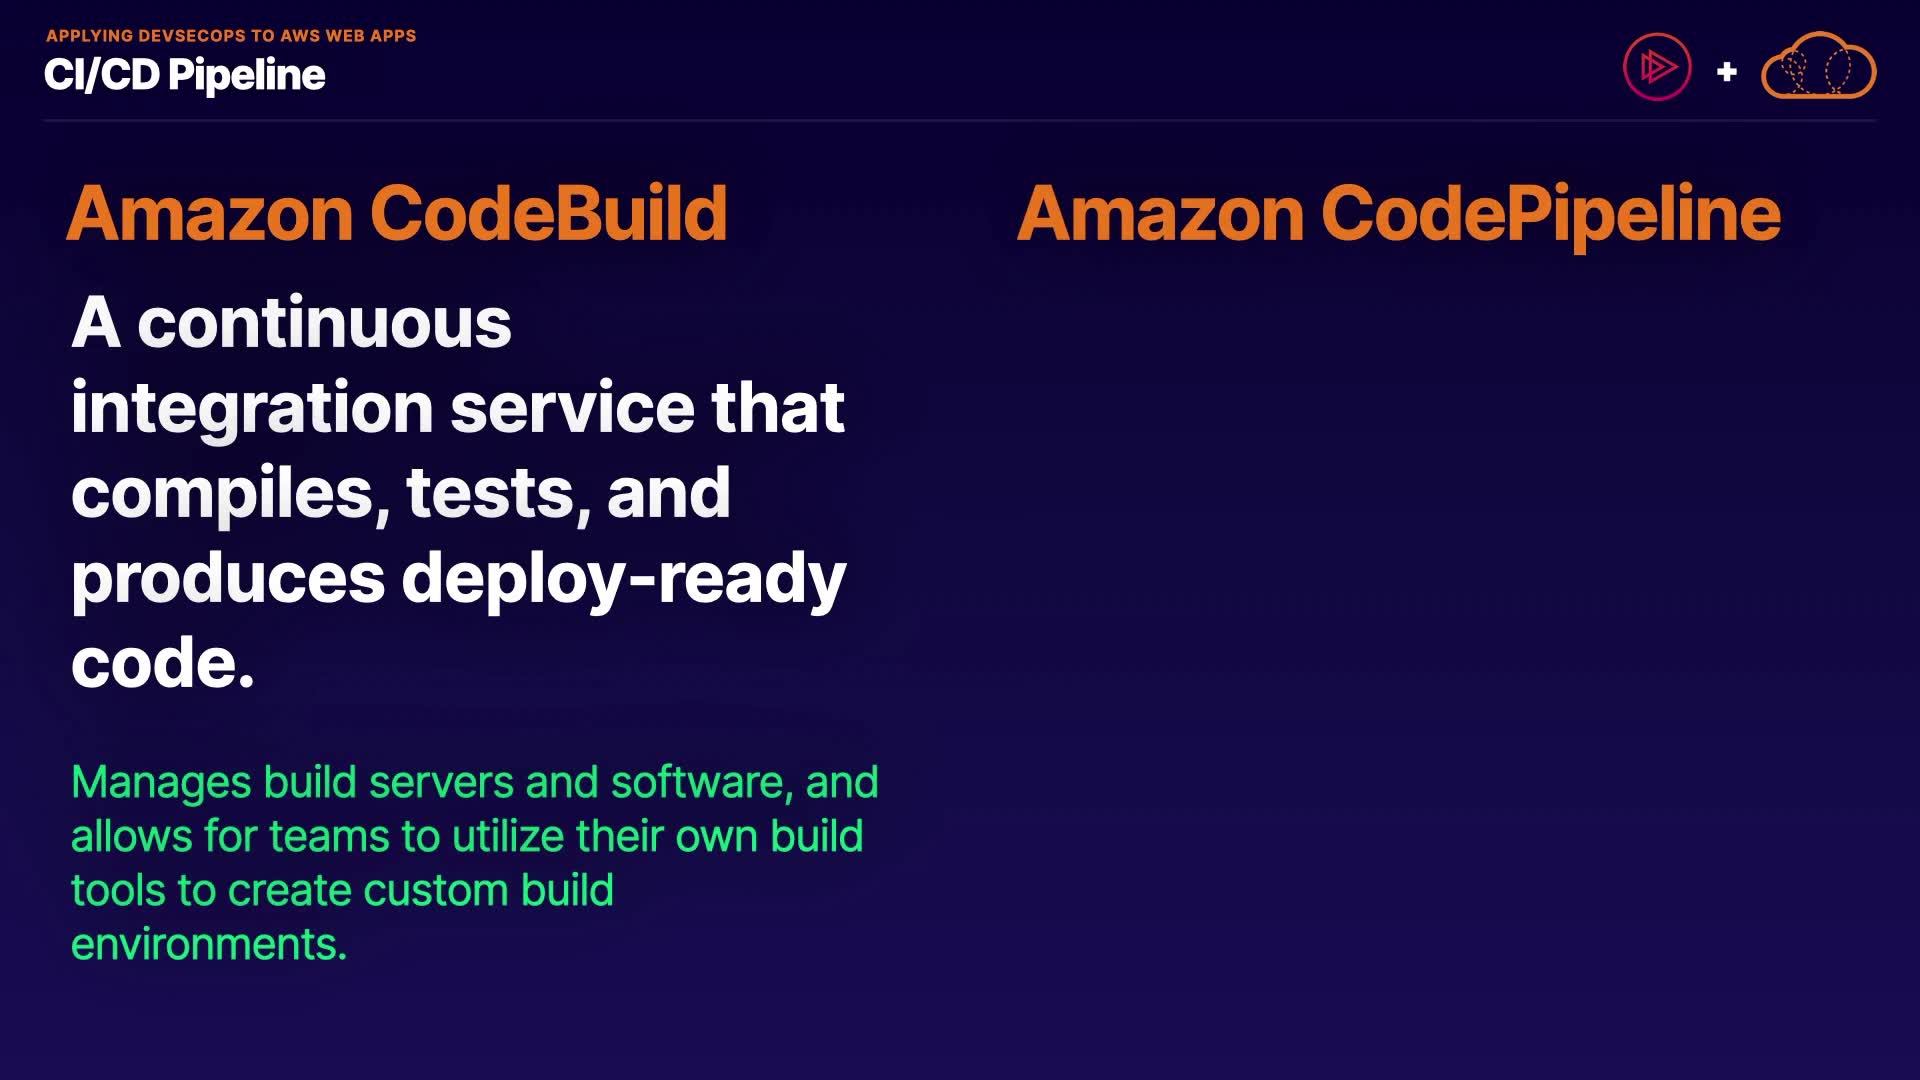 APPLYING DEVSECOPS TO AWS WEB APPS
CI/CD Pipeline
Amazon CodeBuild
A continuous
integration service that
compiles, tests, and
produces deploy-ready
code.
Manages build servers and software, and
allows for teams to utilize their own build
tools to create custom build
environments.
Amazon CodePipeline